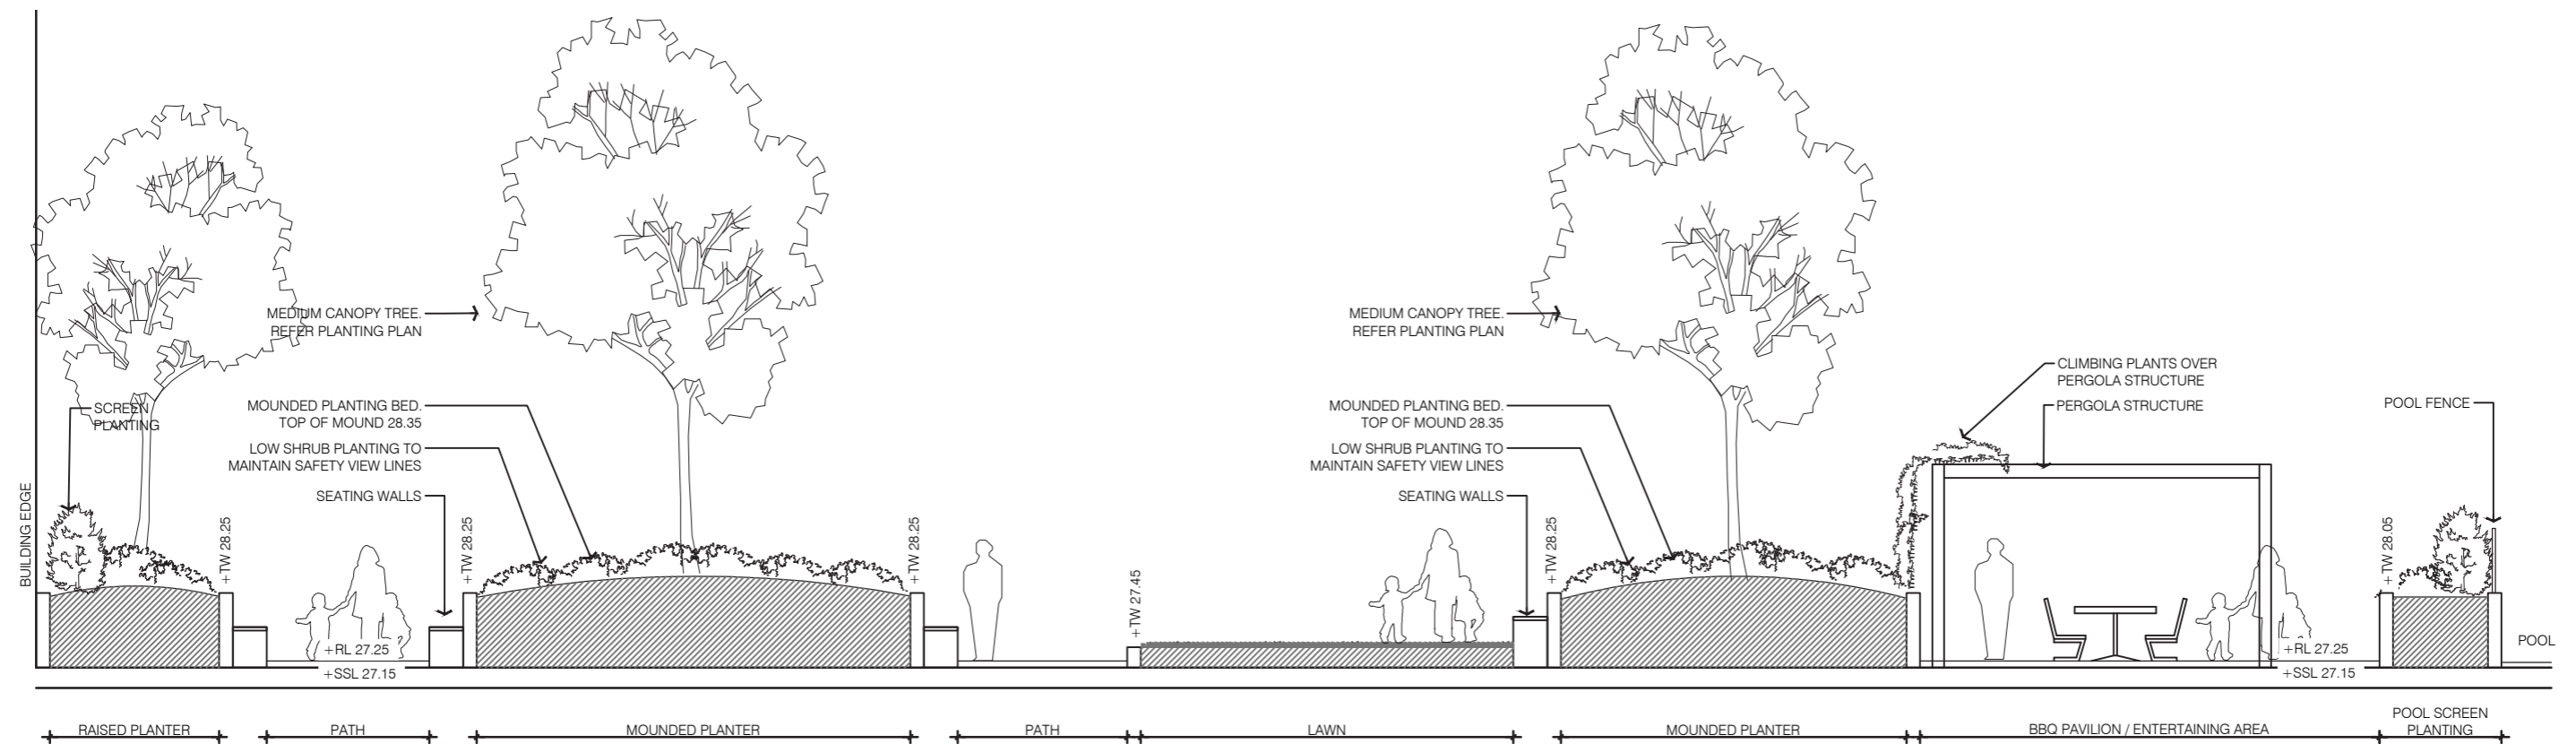 MEDIUM CANOPY TREE.
REFER PLANTING PLAN
SCREEN
PLANTING
MOUNDED PLANTING BED.
TOP OF MOUND 28.35
LOW SHRUB PLANTING TO
MAINTAIN SAFETY VIEW LINES
SEATING WALLS
MEDIUM CANOPY TREE.
REFER PLANTING PLAN
MOUNDED PLANTING BED.
TOP OF MOUND 28.35
LOW SHRUB PLANTING TO
MAINTAIN SAFETY VIEW LINES
SEATING WALLS
CLIMBING PLANTS OVER
PERGOLA STRUCTURE
PERGOLA STRUCTURE
POOL FENCE
BUILDING EDGE
+TW 28.25
+TW 28.25
+TW 28.25
+TW 27.45
+TW 28.25
+TW 28.05
+RL 27.25
+SSL 27.15
+RL 27.25
+SSL 27.15
POOL
RAISED PLANTER
PATH
MOUNDED PLANTER
PATH
LAWN
MOUNDED PLANTER
BBQ PAVILION / ENTERTAINING AREA
POOL SCREEN
PLANTING